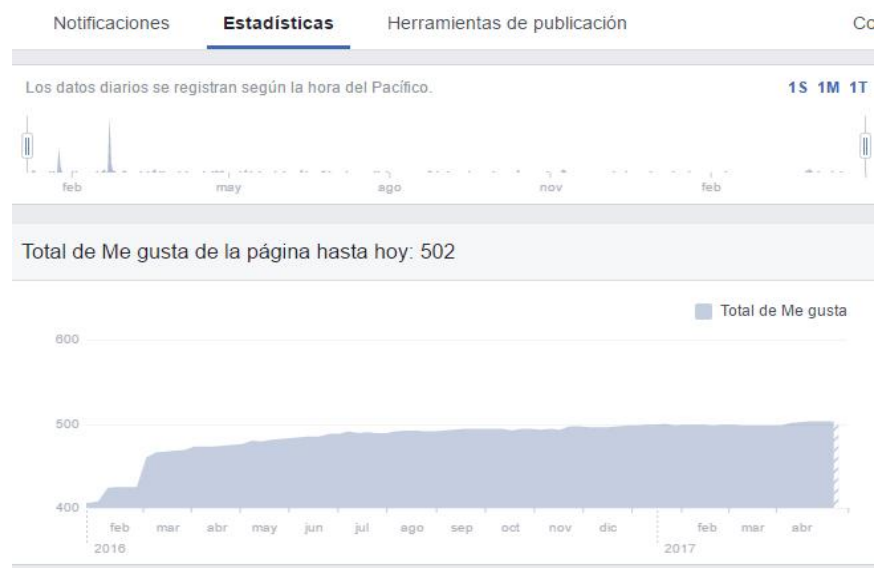 Notificaciones Estadísticas Herramientas de publicación Co
Los datos diarios se registran según la hora del Pacífico. 1S 1M 1T
feb may ago nov feb
Total de Me gusta de la página hasta hoy: 502
Total de Me gusta
600
500
400
feb mar abr may jun jul ago sep oct nov dic feb mar abr
2016 2017